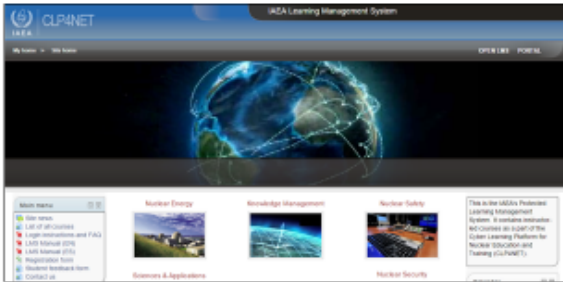 IAEA Learning Management System
CLP4NET
IAEA
My home
Site home
OPEN LMS
PORTAL
Main menu
Site news
List of all courses
Login instructions and FAQ
LMS Manual (EN)
LMS Manual (ES)
Registration form
Student feedback form
Contact us
Nuclear Energy
Knowledge Management
Nuclear Safety
Sciences & Applications
Nuclear Security
This is the IAEA's Protected
Learning Management
System. It contains instructor-
led courses as a part of the
Cyber Learning Platform for
Nuclear Education and
Training (CLP4NET).